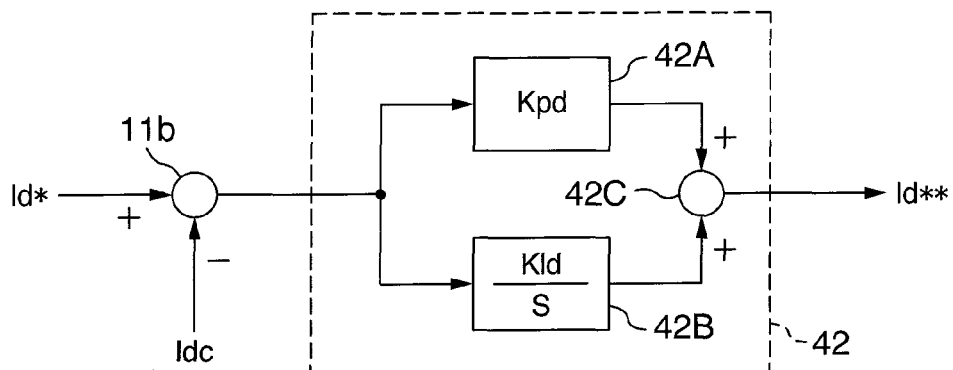 42A
Kpd
11b
+
Id*
+
42C
Id**
−
+
KId
S
42B
Idc
42